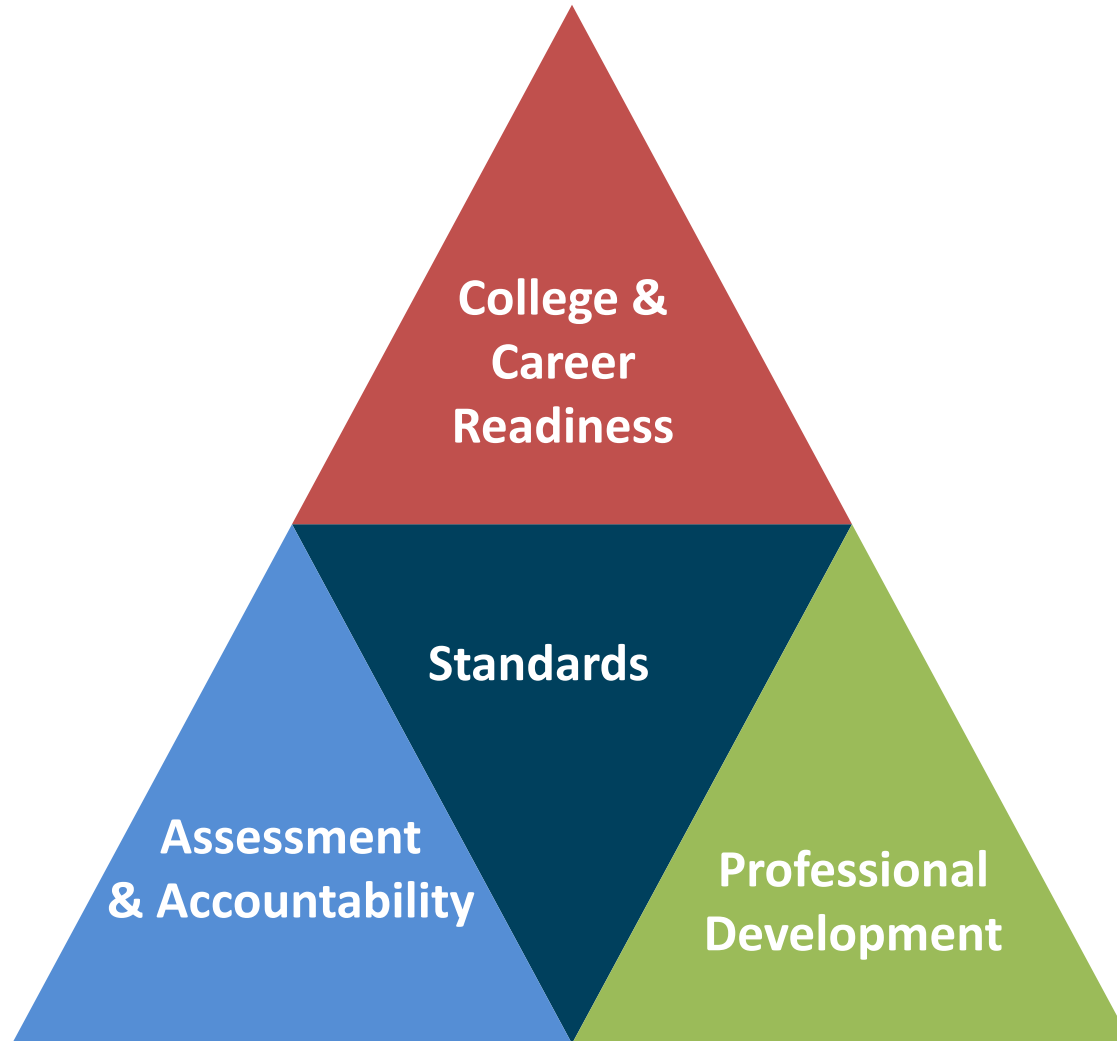 College &
Career
Readiness
Standards
Assessment
& Accountability
Professional
Development